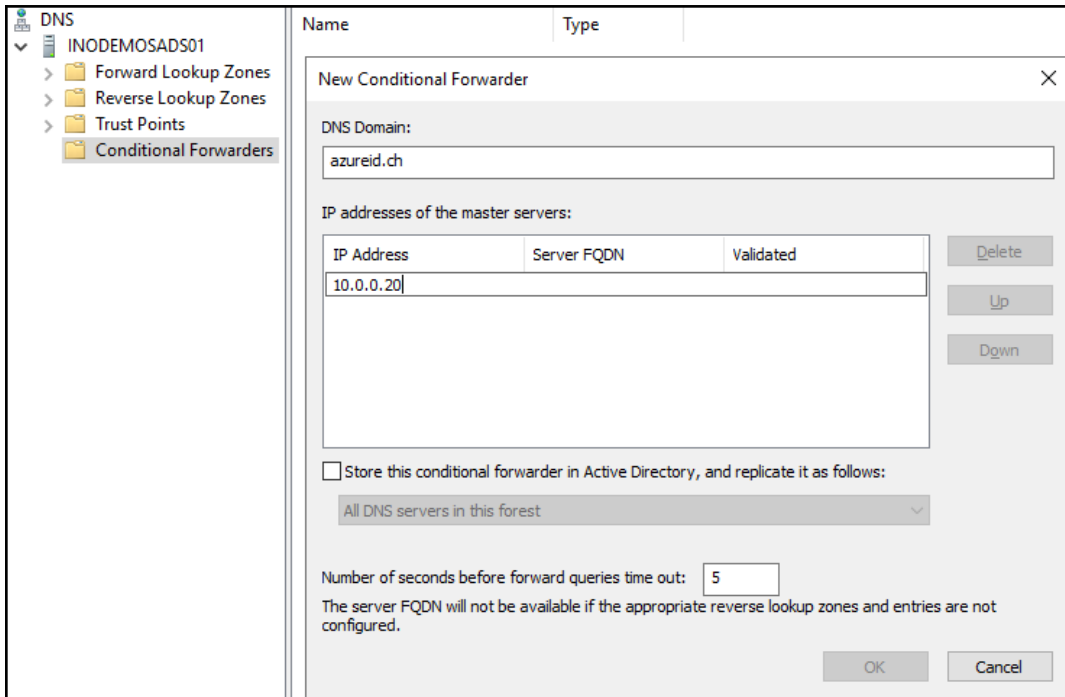 DNS
INODEMOSADS01
Forward Lookup Zones
Reverse Lookup Zones
Trust Points
Conditional Forwarders
Name Type
New Conditional Forwarder
DNS Domain:
azureid.ch
IP addresses of the master servers:
IP Address Server FQDN Validated
10.0.0.20
Delete
Up
Down
Store this conditional forwarder in Active Directory, and replicate it as follows:
All DNS servers in this forest
Number of seconds before forward queries time out: 5
The server FQDN will not be available if the appropriate reverse lookup zones and entries are not
configured.
OK Cancel